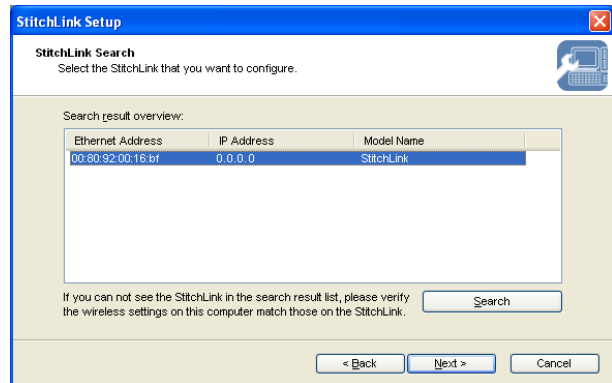 StitchLink Setup
StitchLink Search
Select the StitchLink that you want to configure.
Search result overview:
Ethernet Address IP Address Model Name
00:80:92:00:16:bf 0.0.0.0 StitchLink
If you can not see the StitchLink in the search result list, please verify
the wireless settings on this computer match those on the StitchLink.
Search
< Back Next > Cancel